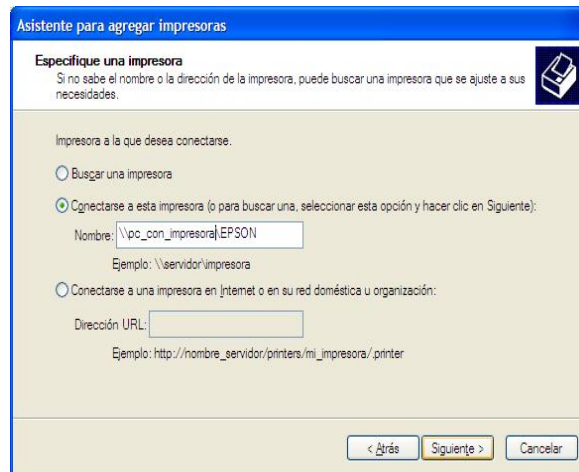 Asistente para agregar impresoras
Especifique una impresora
Si no sabe el nombre o la dirección de la impresora, puede buscar una impresora que se ajuste a sus
necesidades.
Impresora a la que desea conectarse.
Buscar una impresora
Conectarse a esta impresora (o para buscar una, seleccionar esta opción y hacer clic en Siguiente):
Nombre: \\pc_con_impresora\EPSON
Ejemplo: \\servidor\impresora
Conectarse a una impresora en Internet o en su red doméstica u organización:
Dirección URL:
Ejemplo: http://nombre_servidor/printers/mi_impresora/.printer
< Atrás Siguiente > Cancelar